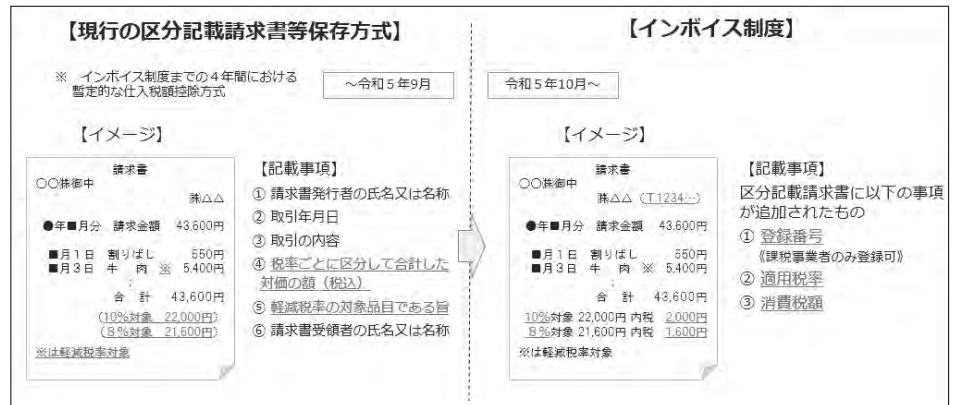 【現行の区分記載請求書等保存方式】
※ インボイス制度までの4年間における
暫定的な仕入税額控除方式
~令和5年9月
【イメージ】
請求書
〇〇㈱御中
㈱△△
●年■月分 請求金額 43,600円
■月1日 割りばし 550円
■月3日 牛 肉 ※ 5,400円
:
合 計 43,600円
(10%対象 22,000円)
(8%対象 21,600円)
※は軽減税率対象
【記載事項】
① 請求書発行者の氏名又は名称
② 取引年月日
③ 取引の内容
④ 税率ごとに区分して合計した
対価の額(税込)
⑤ 軽減税率の対象品目である旨
⑥ 請求書受領者の氏名又は名称
【インボイス制度】
令和5年10月~
【イメージ】
請求書
〇〇㈱御中
㈱△△ (T1234…)
●年■月分 請求金額 43,600円
■月1日 割りばし 550円
■月3日 牛 肉 ※ 5,400円
:
合 計 43,600円
10%対象 22,000円 内税 2,000円
8%対象 21,600円 内税 1,600円
※は軽減税率対象
【記載事項】
区分記載請求書に以下の事項
が追加されたもの
① 登録番号
《課税事業者のみ登録可》
② 適用税率
③ 消費税額